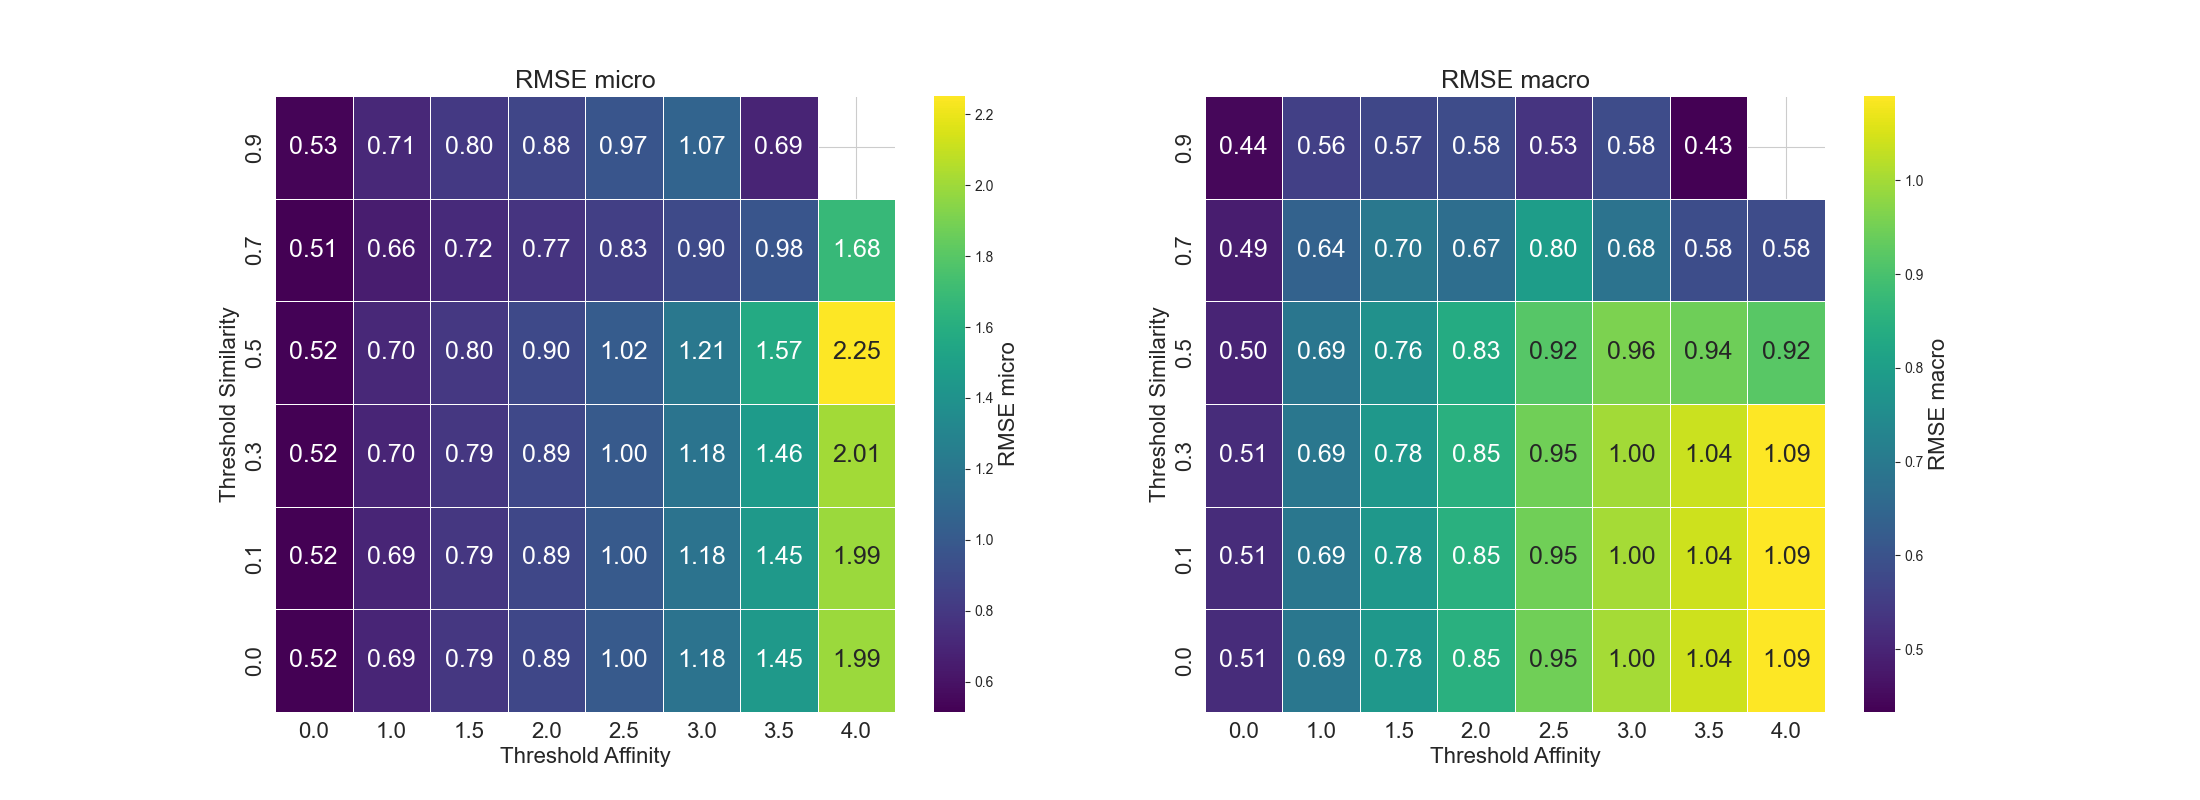 RMSE micro
0.9 0.53 0.71 0.80 0.88 0.97 1.07 0.69
0.7 0.51 0.66 0.72 0.77 0.83 0.90 0.98 1.68
0.5 0.52 0.70 0.80 0.90 1.02 1.21 1.57 2.25
0.3 0.52 0.70 0.79 0.89 1.00 1.18 1.46 2.01
0.1 0.52 0.69 0.79 0.89 1.00 1.18 1.45 1.99
0.0 0.52 0.69 0.79 0.89 1.00 1.18 1.45 1.99
Threshold Similarity
0.0 1.0 1.5 2.0 2.5 3.0 3.5 4.0
Threshold Affinity
2.2
2.0
1.8
1.6
1.4
1.2
1.0
0.8
0.6
RMSE micro
RMSE macro
0.9 0.44 0.56 0.57 0.58 0.53 0.58 0.43
0.7 0.49 0.64 0.70 0.67 0.80 0.68 0.58 0.58
0.5 0.50 0.69 0.76 0.83 0.92 0.96 0.94 0.92
0.3 0.51 0.69 0.78 0.85 0.95 1.00 1.04 1.09
0.1 0.51 0.69 0.78 0.85 0.95 1.00 1.04 1.09
0.0 0.51 0.69 0.78 0.85 0.95 1.00 1.04 1.09
Threshold Similarity
0.0 1.0 1.5 2.0 2.5 3.0 3.5 4.0
Threshold Affinity
1.0
0.9
0.8
0.7
0.6
0.5
RMSE macro